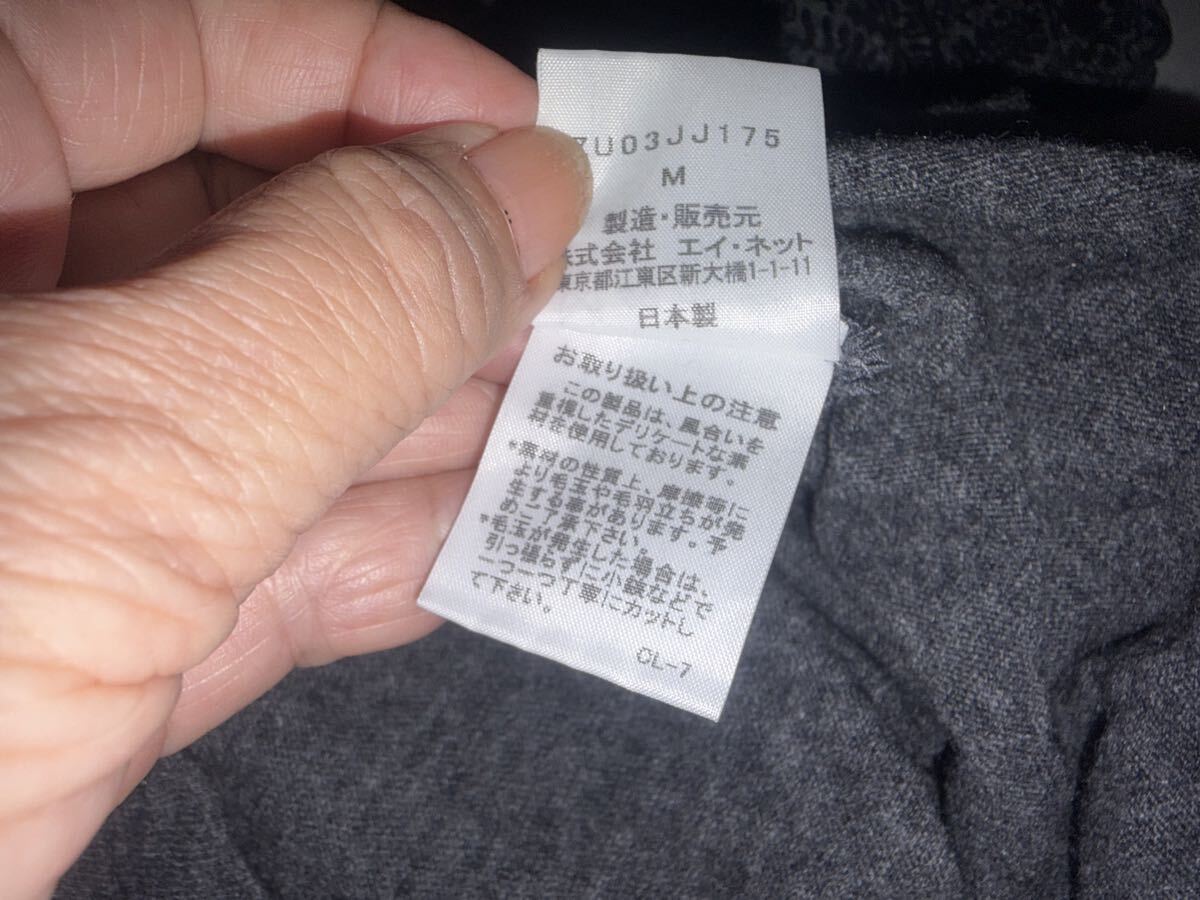 ZU03JJ175
M
製造・販売元
株式会社 エイ・ネット
東京都江東区新大橋1-1-11
日本製
お取り扱い上の注意
この製品は、風合いを
重視したデリケートな素
材を使用しております。
*素材の性質上、摩擦等に
より毛玉や毛羽立ちが発
生する事があります。予
めご了承下さい。
*毛玉が発生した場合は、
引っ張らずに小鋏などで
一つ一つ丁寧にカットし
て下さい。
CL-7